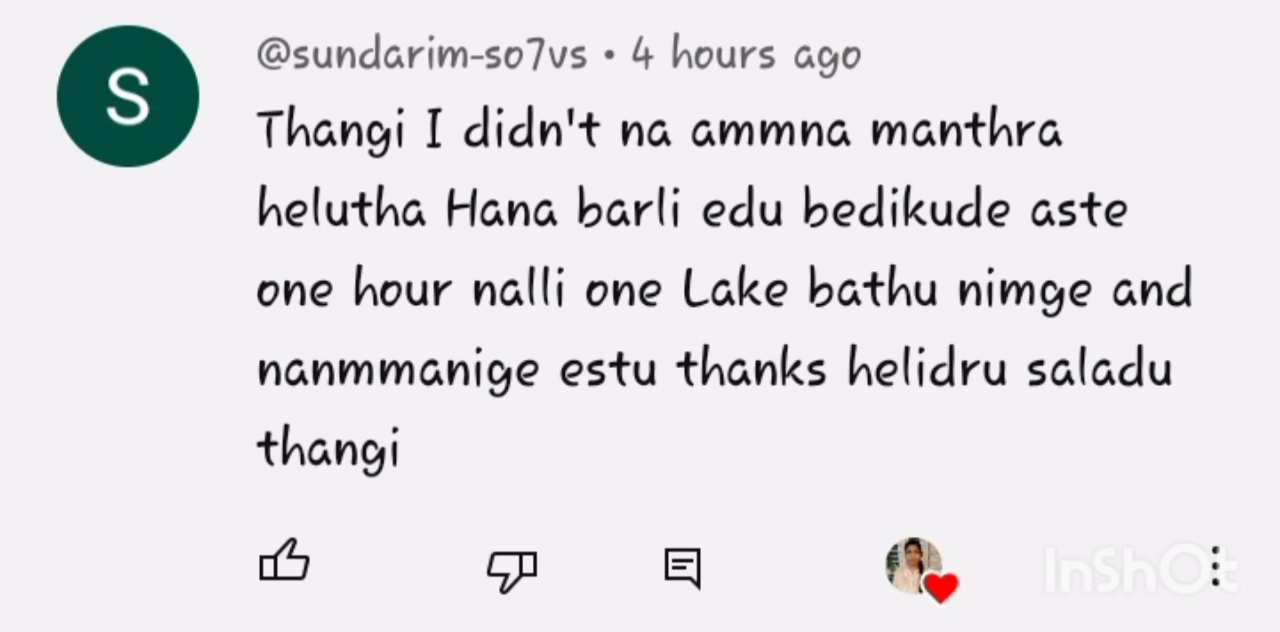 S
@sundarim-so7vs • 4 hours ago
Thangi I didn't na ammna manthra
helutha Hana barli edu bedikude aste
one hour nalli one Lake bathu nimge and
nanmmanige estu thanks helidru saladu
thangi
InShOt